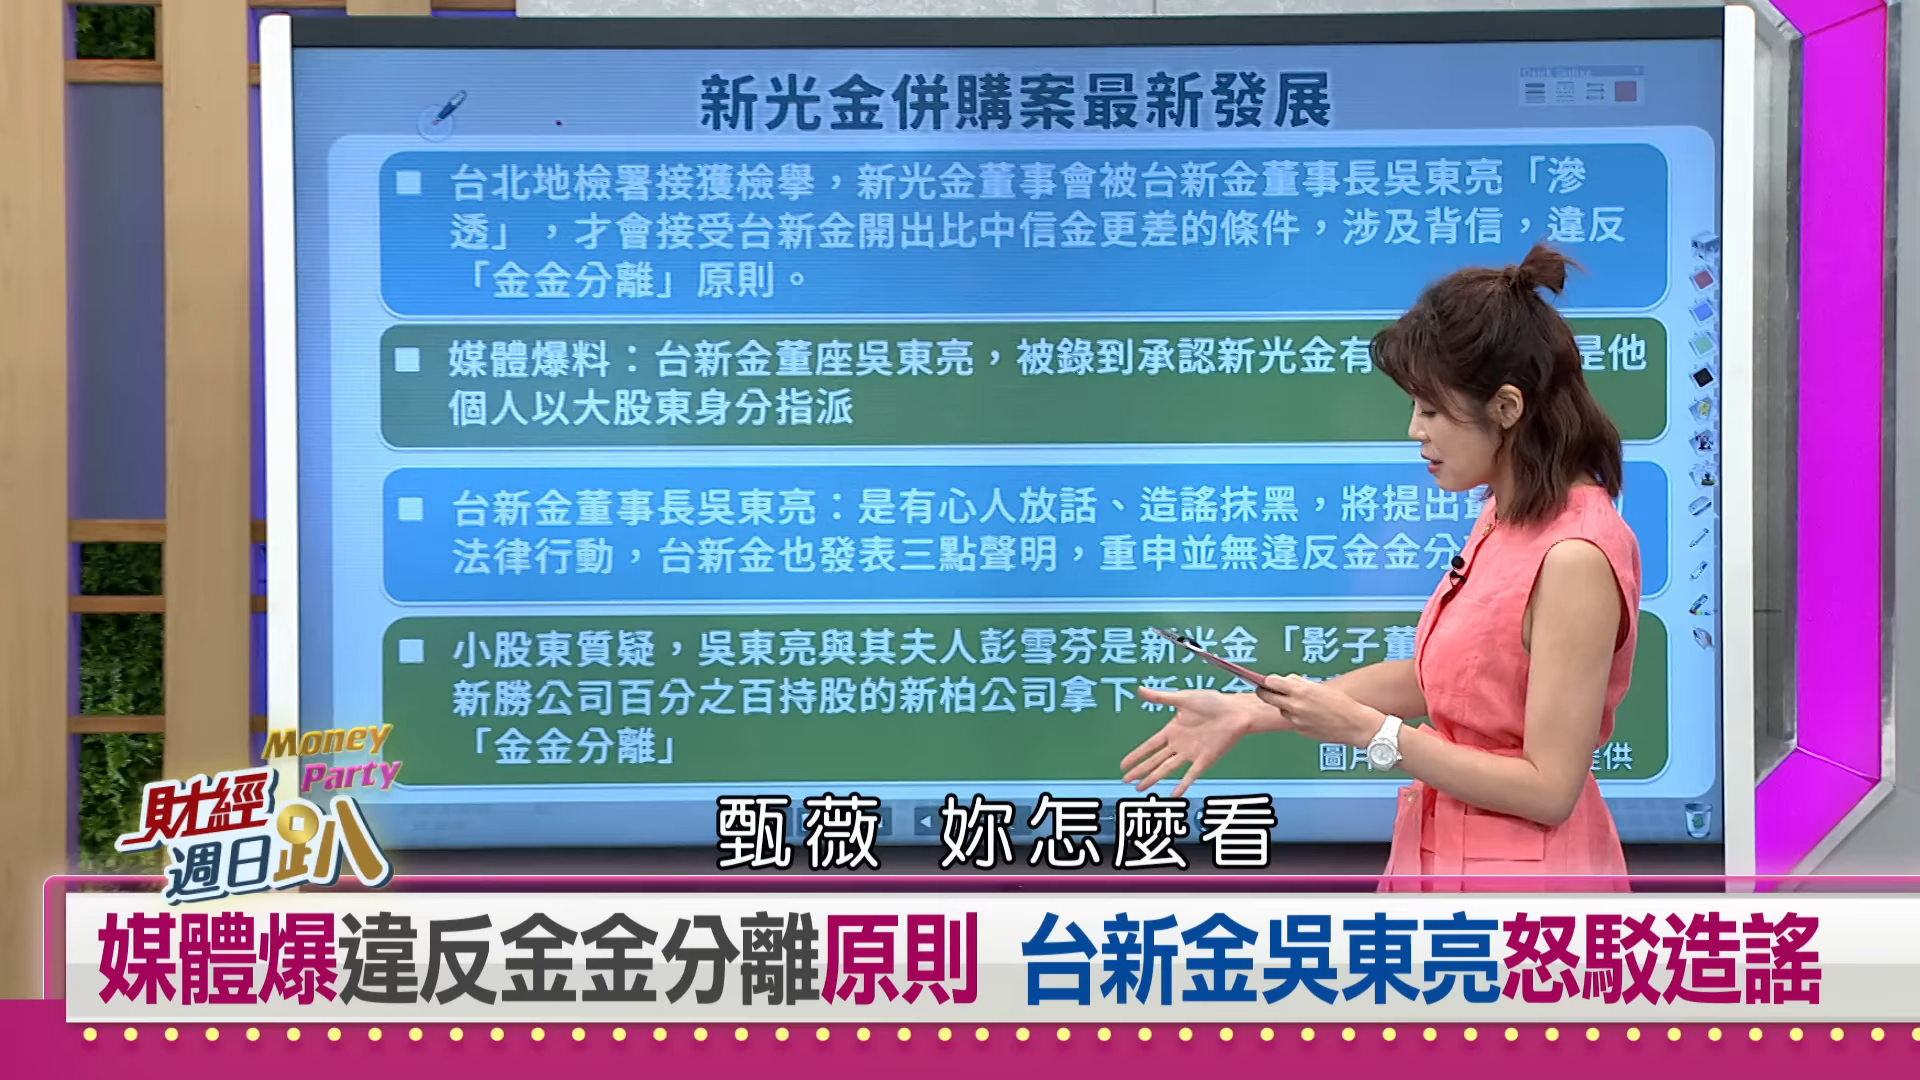 新光金併購案最新發展
■ 台北地檢署接獲檢舉，新光金董事會被台新金董事長吳東亮「滲
透」，才會接受台新金開出比中信金更差的條件，涉及背信，違反
「金金分離」原則。
■ 媒體爆料：台新金董座吳東亮，被錄到承認新光金有 是他
個人以大股東身分指派
■ 台新金董事長吳東亮：是有心人放話、造謠抹黑，將提出
法律行動，台新金也發表三點聲明，重申並無違反金金分
■ 小股東質疑，吳東亮與其夫人彭雪芬是新光金「影子董
新勝公司百分之百持股的新柏公司拿下新光金
「金金分離」
圖片 提供
Money
Party
財經
週日趴
甄薇 妳怎麼看
媒體爆違反金金分離原則 台新金吳東亮怒駁造謠